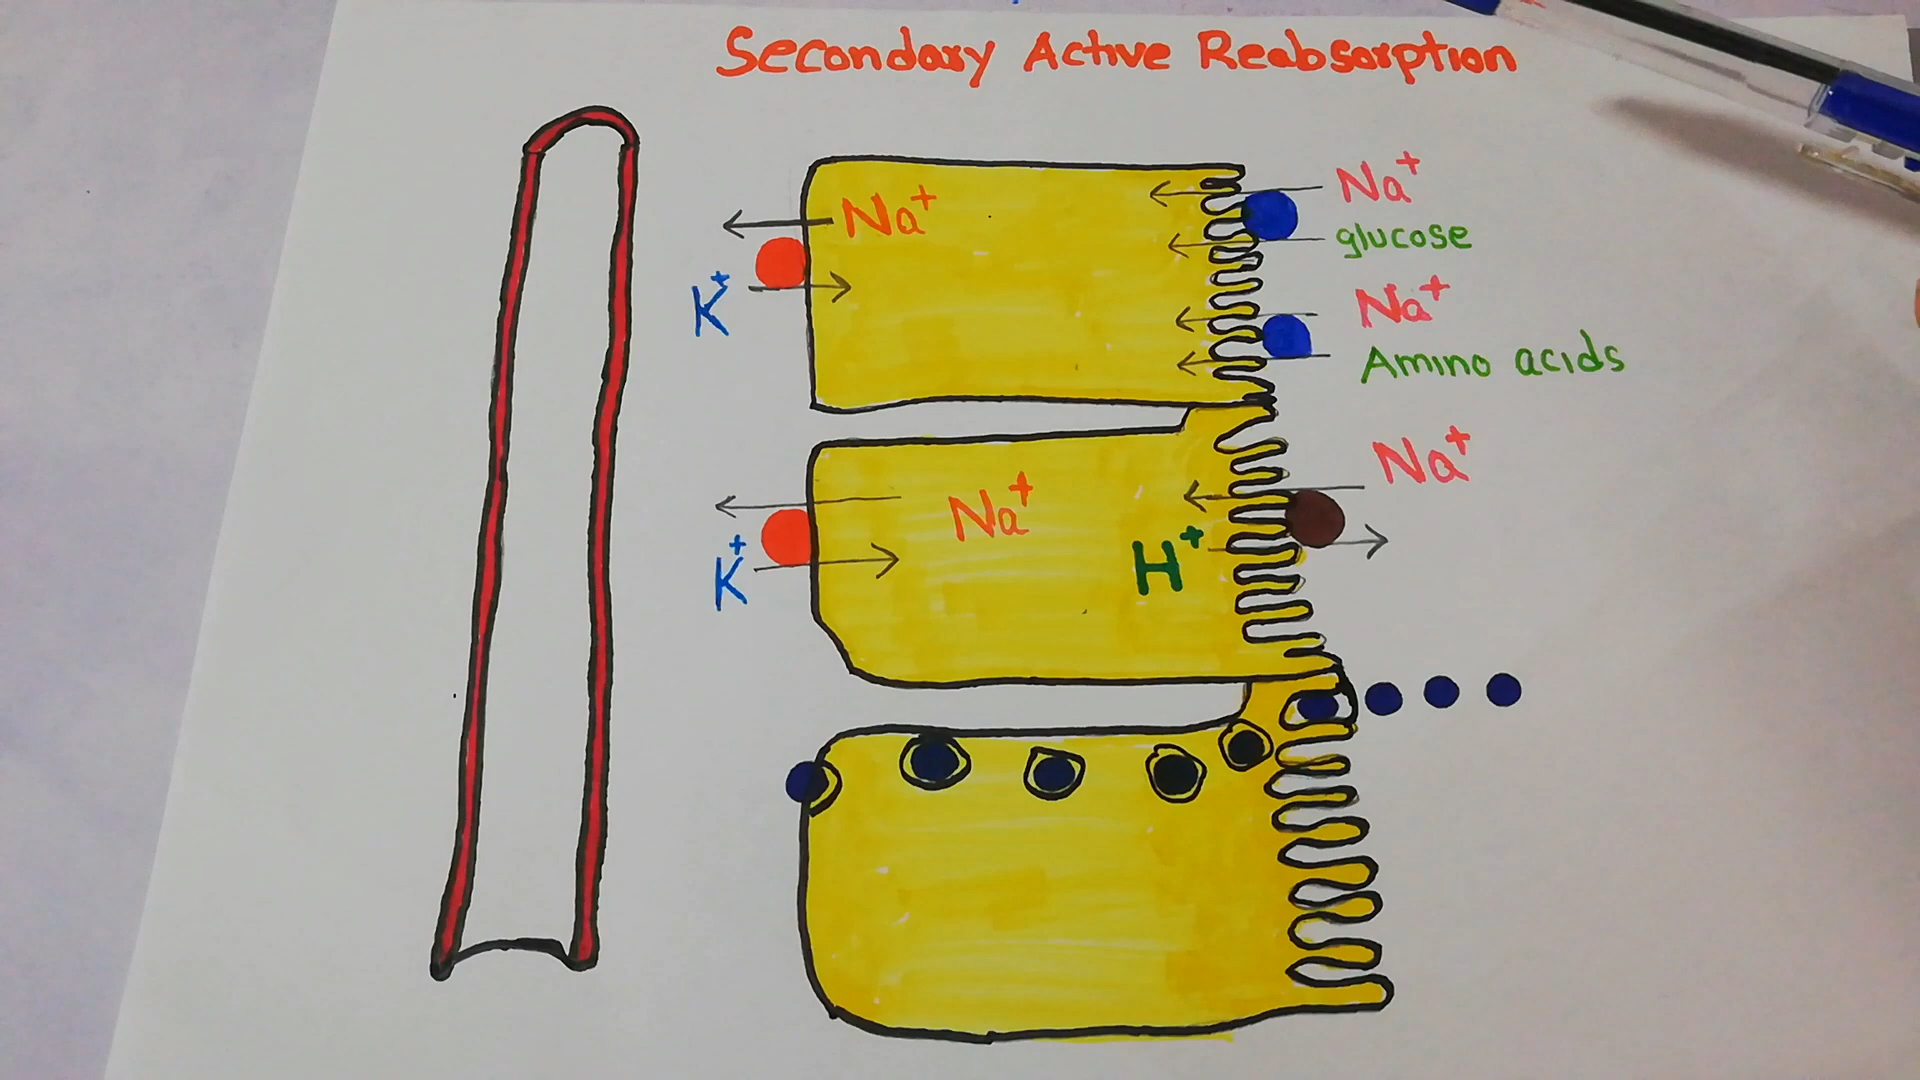 Secondary Active Reabsorption
Na⁺
glucose
Na⁺
K⁺
Na⁺
Amino acids
Na⁺
Na⁺
H⁺
K⁺